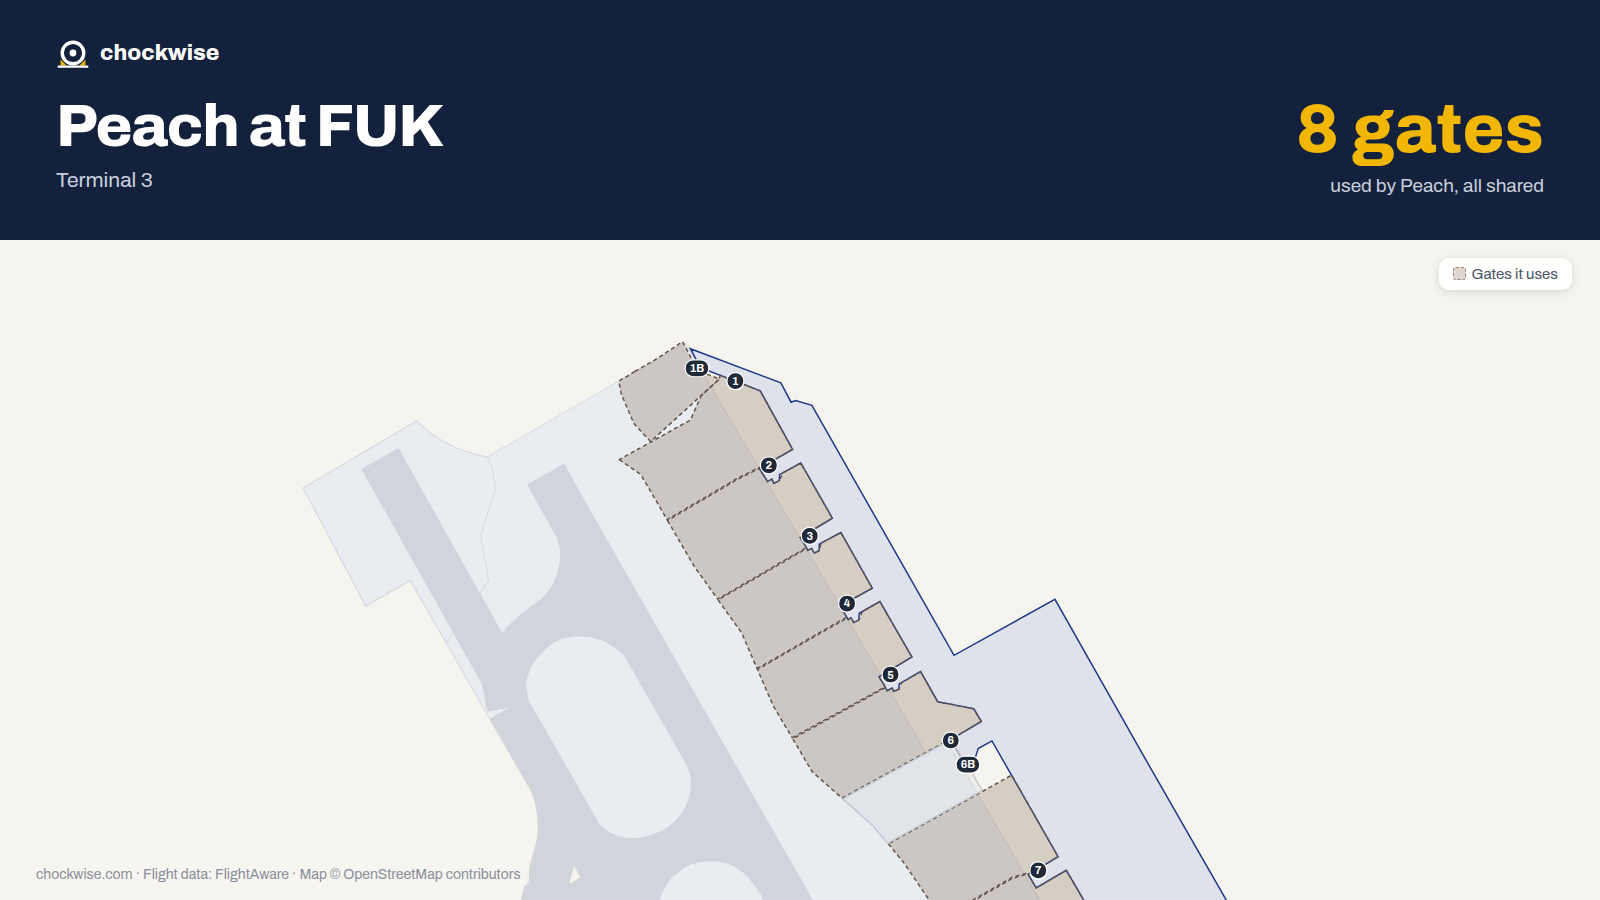 chockwise
Peach at FUK
Terminal 3
8 gates
used by Peach, all shared
Gates it uses
1B
1
2
3
4
5
6
6B
7
chockwise.com · Flight data: FlightAware · Map © OpenStreetMap contributors